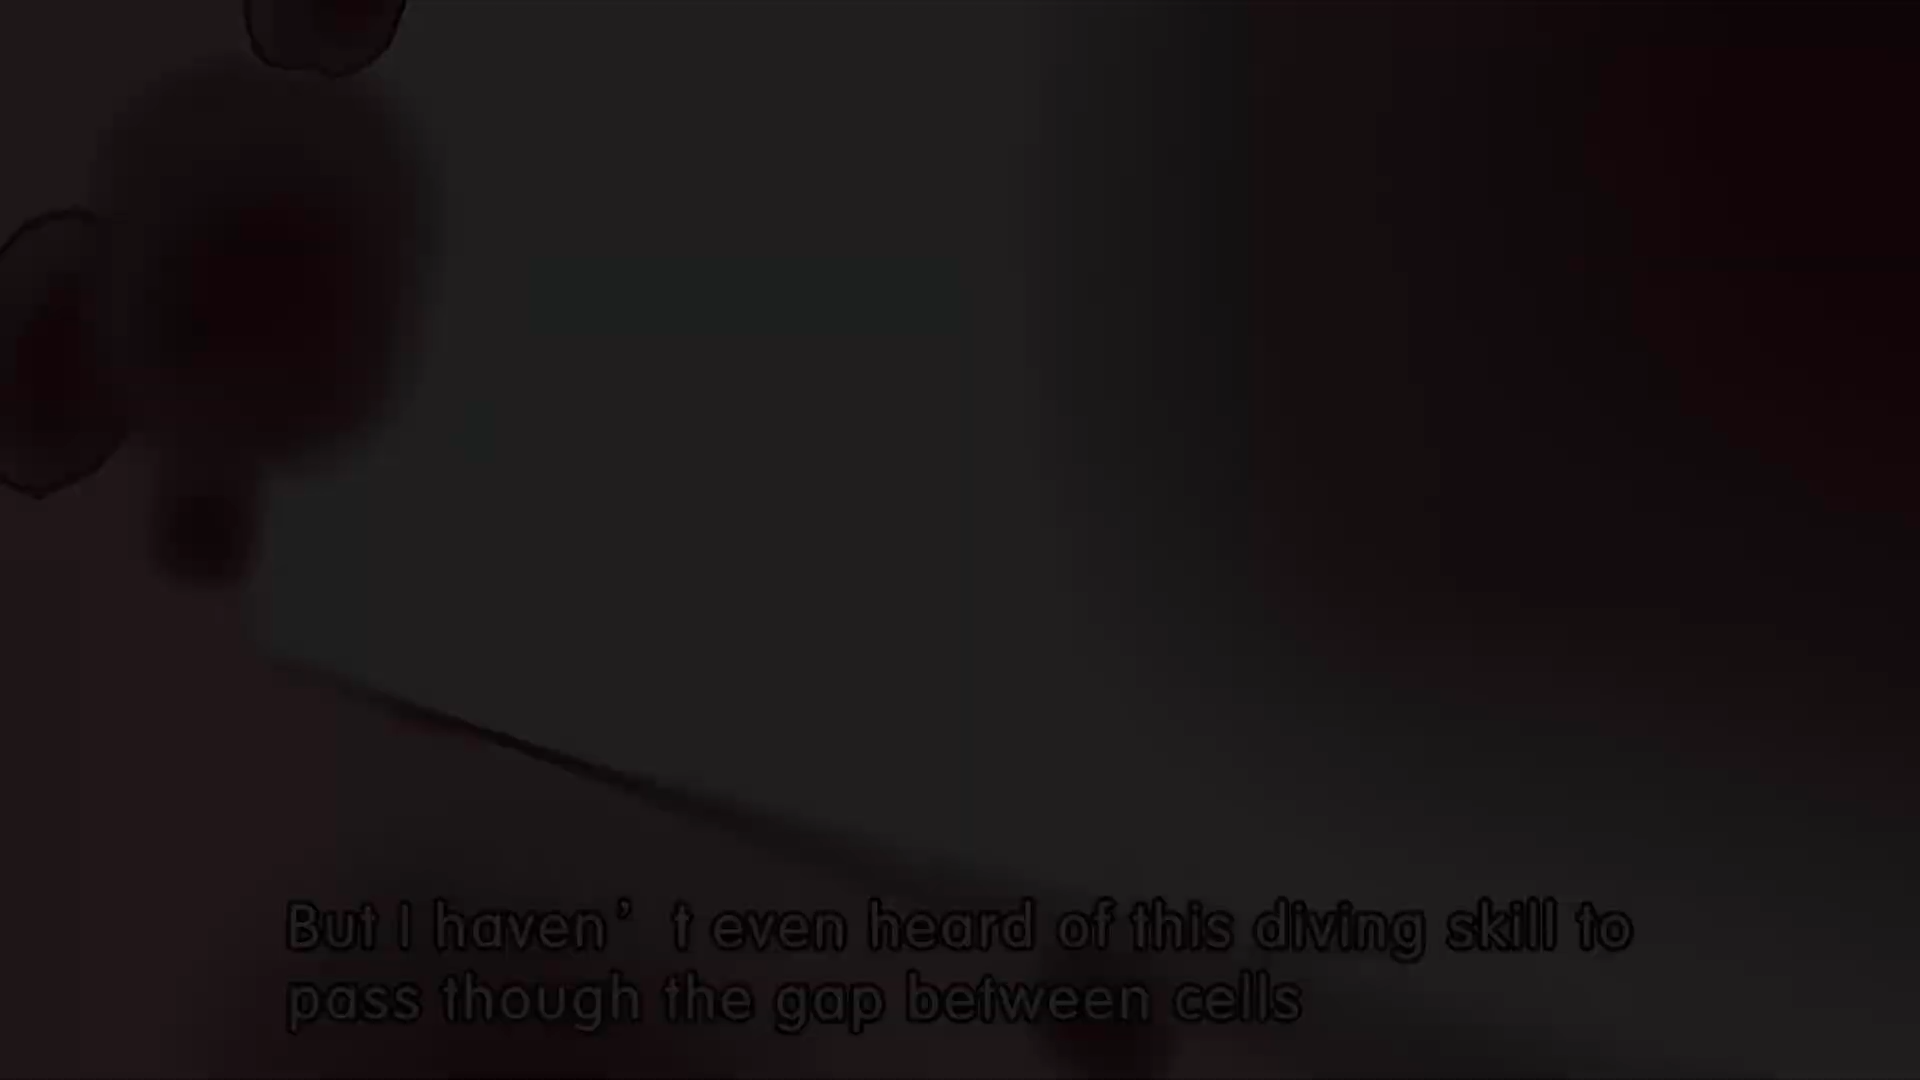 But I haven’ t even heard of this diving skill to
pass though the gap between cells